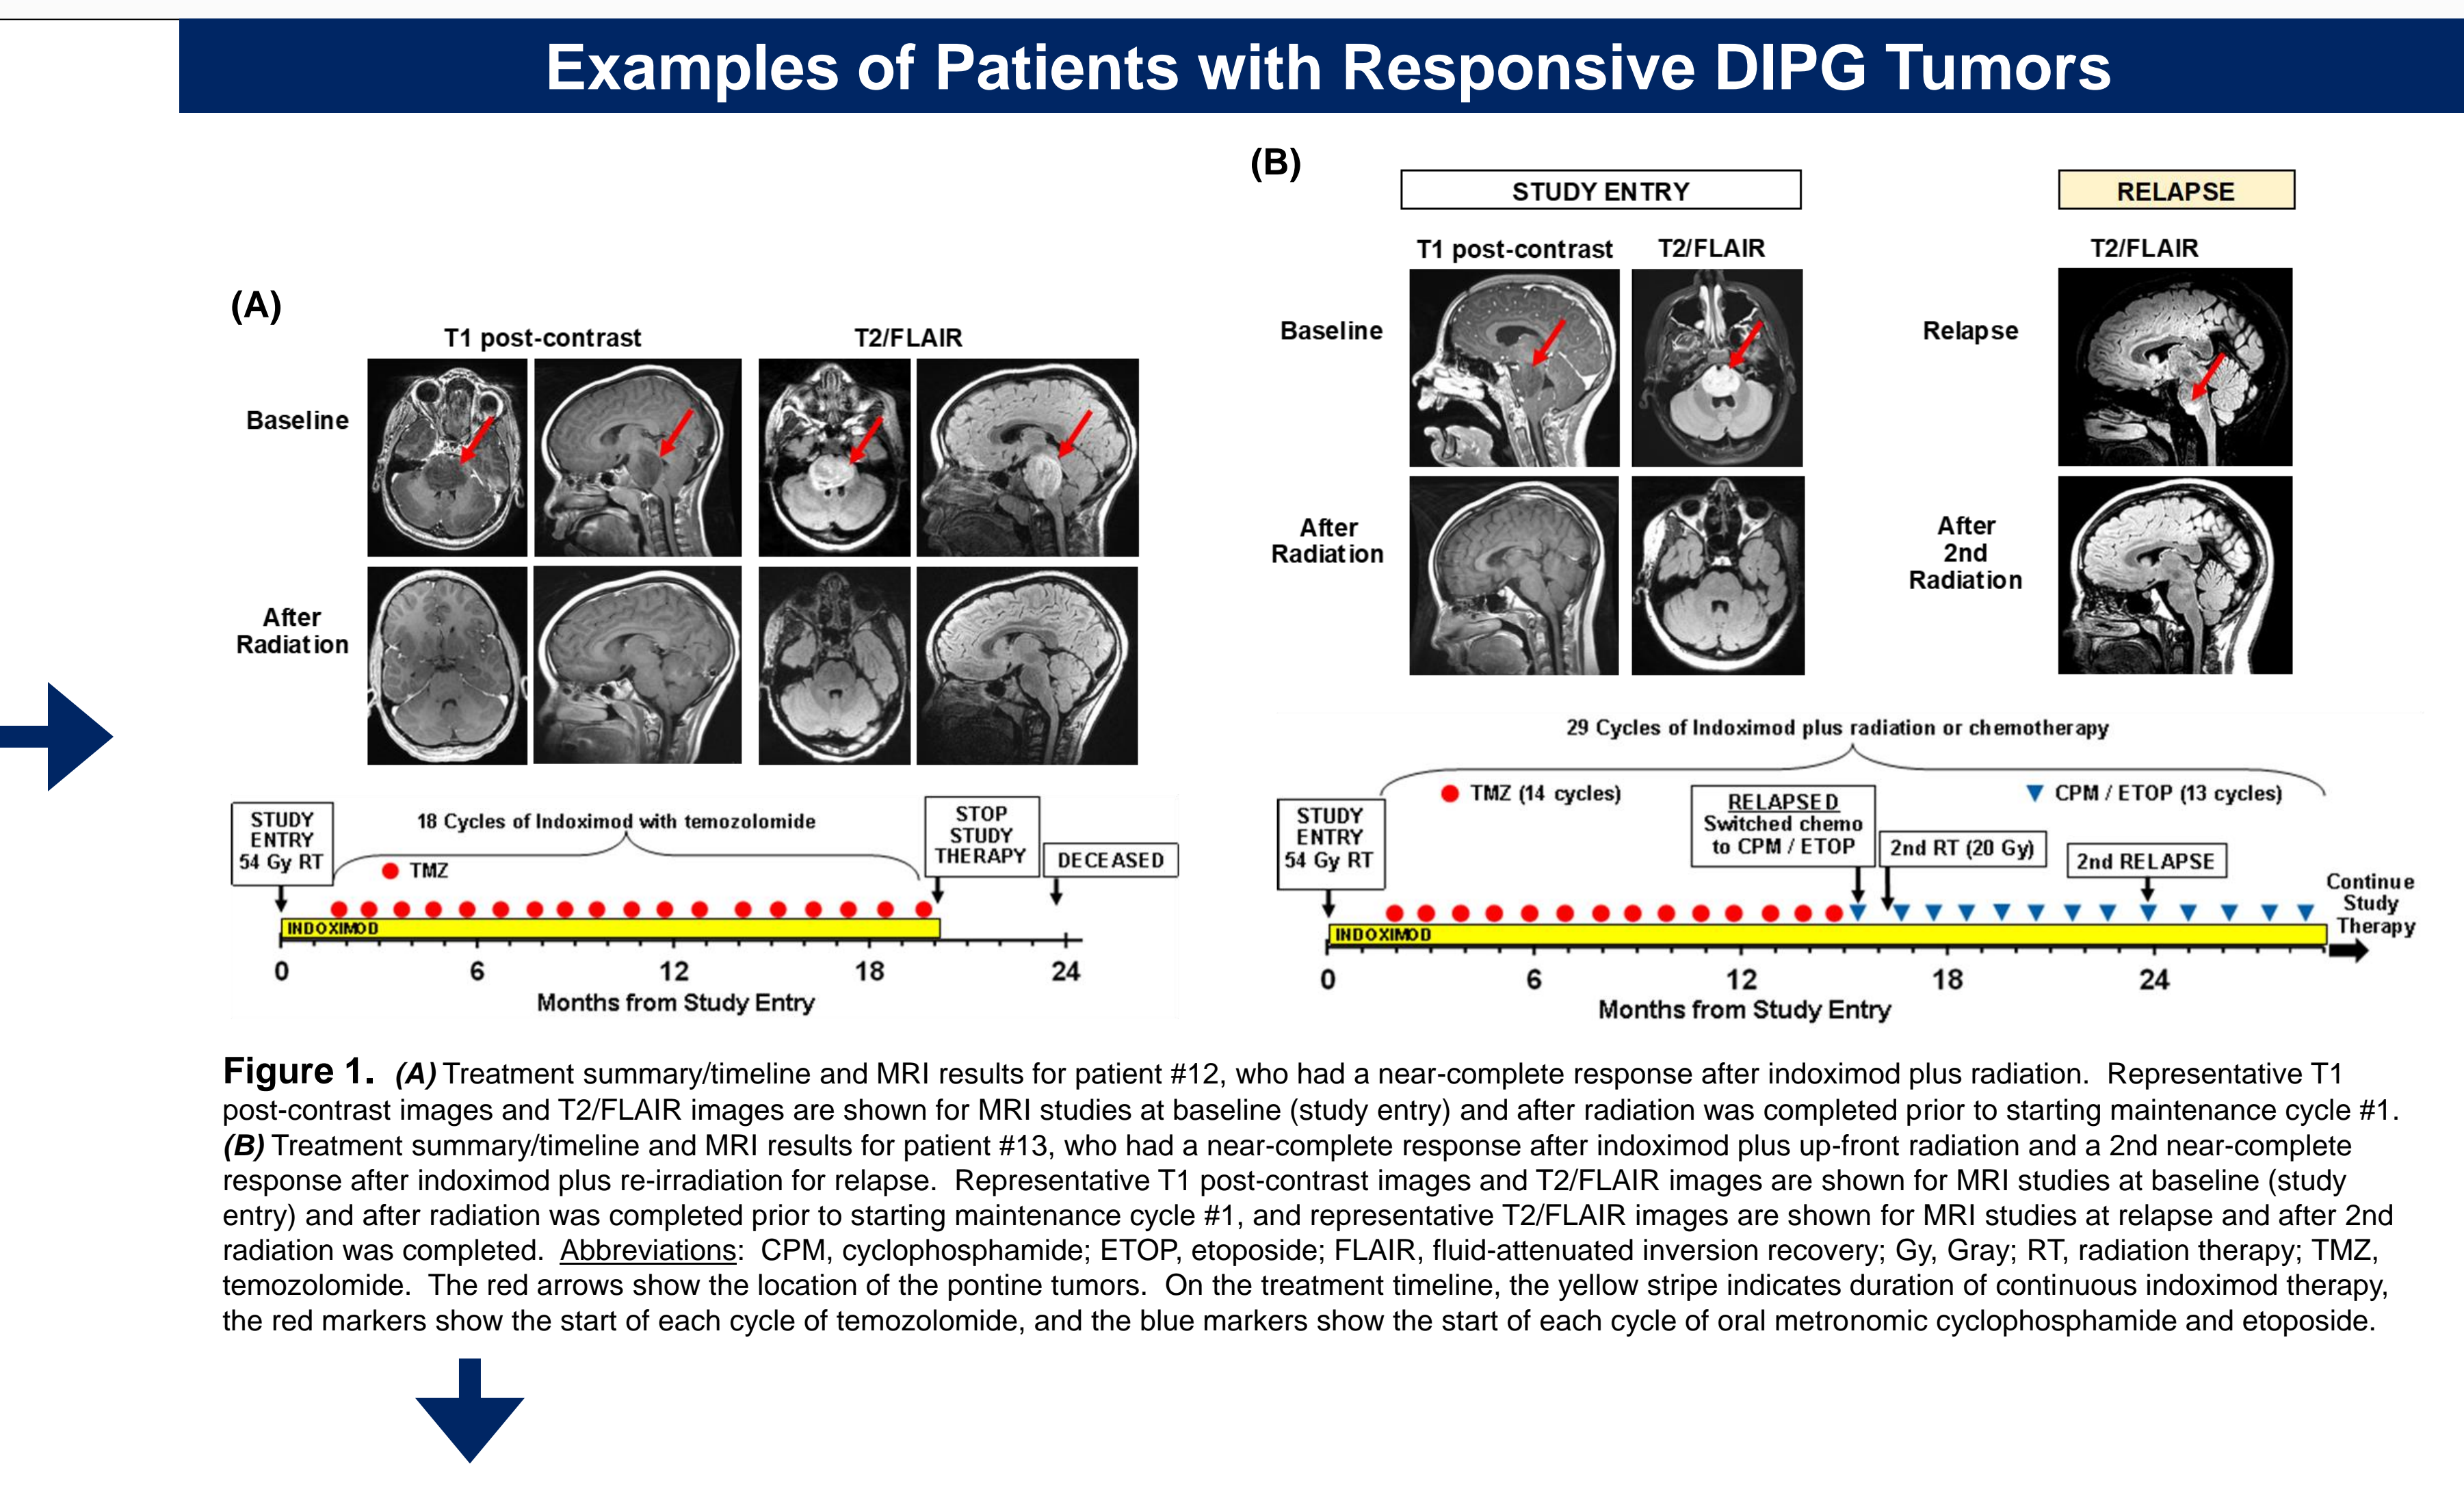 Examples of Patients with Responsive DIPG Tumors
(A)
T1 post-contrast
T2/FLAIR
Baseline
After
Radiation
STUDY
ENTRY
54 Gy RT
18 Cycles of Indoximod with temozolomide
TMZ
STOP
STUDY
THERAPY
DECEASED
INDOXIMOD
0 6 12 18 24
Months from Study Entry
(B)
STUDY ENTRY
RELAPSE
T1 post-contrast
T2/FLAIR
T2/FLAIR
Baseline
Relapse
After
Radiation
After
2nd
Radiation
29 Cycles of Indoximod plus radiation or chemotherapy
STUDY
ENTRY
54 Gy RT
TMZ (14 cycles)
RELAPSED
Switched chemo
to CPM / ETOP
CPM / ETOP (13 cycles)
2nd RT (20 Gy)
2nd RELAPSE
Continue
Study
Therapy
INDOXIMOD
0 6 12 18 24
Months from Study Entry
Figure 1. (A) Treatment summary/timeline and MRI results for patient #12, who had a near-complete response after indoximod plus radiation. Representative T1
post-contrast images and T2/FLAIR images are shown for MRI studies at baseline (study entry) and after radiation was completed prior to starting maintenance cycle #1.
(B) Treatment summary/timeline and MRI results for patient #13, who had a near-complete response after indoximod plus up-front radiation and a 2nd near-complete
response after indoximod plus re-irradiation for relapse. Representative T1 post-contrast images and T2/FLAIR images are shown for MRI studies at baseline (study
entry) and after radiation was completed prior to starting maintenance cycle #1, and representative T2/FLAIR images are shown for MRI studies at relapse and after 2nd
radiation was completed. Abbreviations: CPM, cyclophosphamide; ETOP, etoposide; FLAIR, fluid-attenuated inversion recovery; Gy, Gray; RT, radiation therapy; TMZ,
temozolomide. The red arrows show the location of the pontine tumors. On the treatment timeline, the yellow stripe indicates duration of continuous indoximod therapy,
the red markers show the start of each cycle of temozolomide, and the blue markers show the start of each cycle of oral metronomic cyclophosphamide and etoposide.